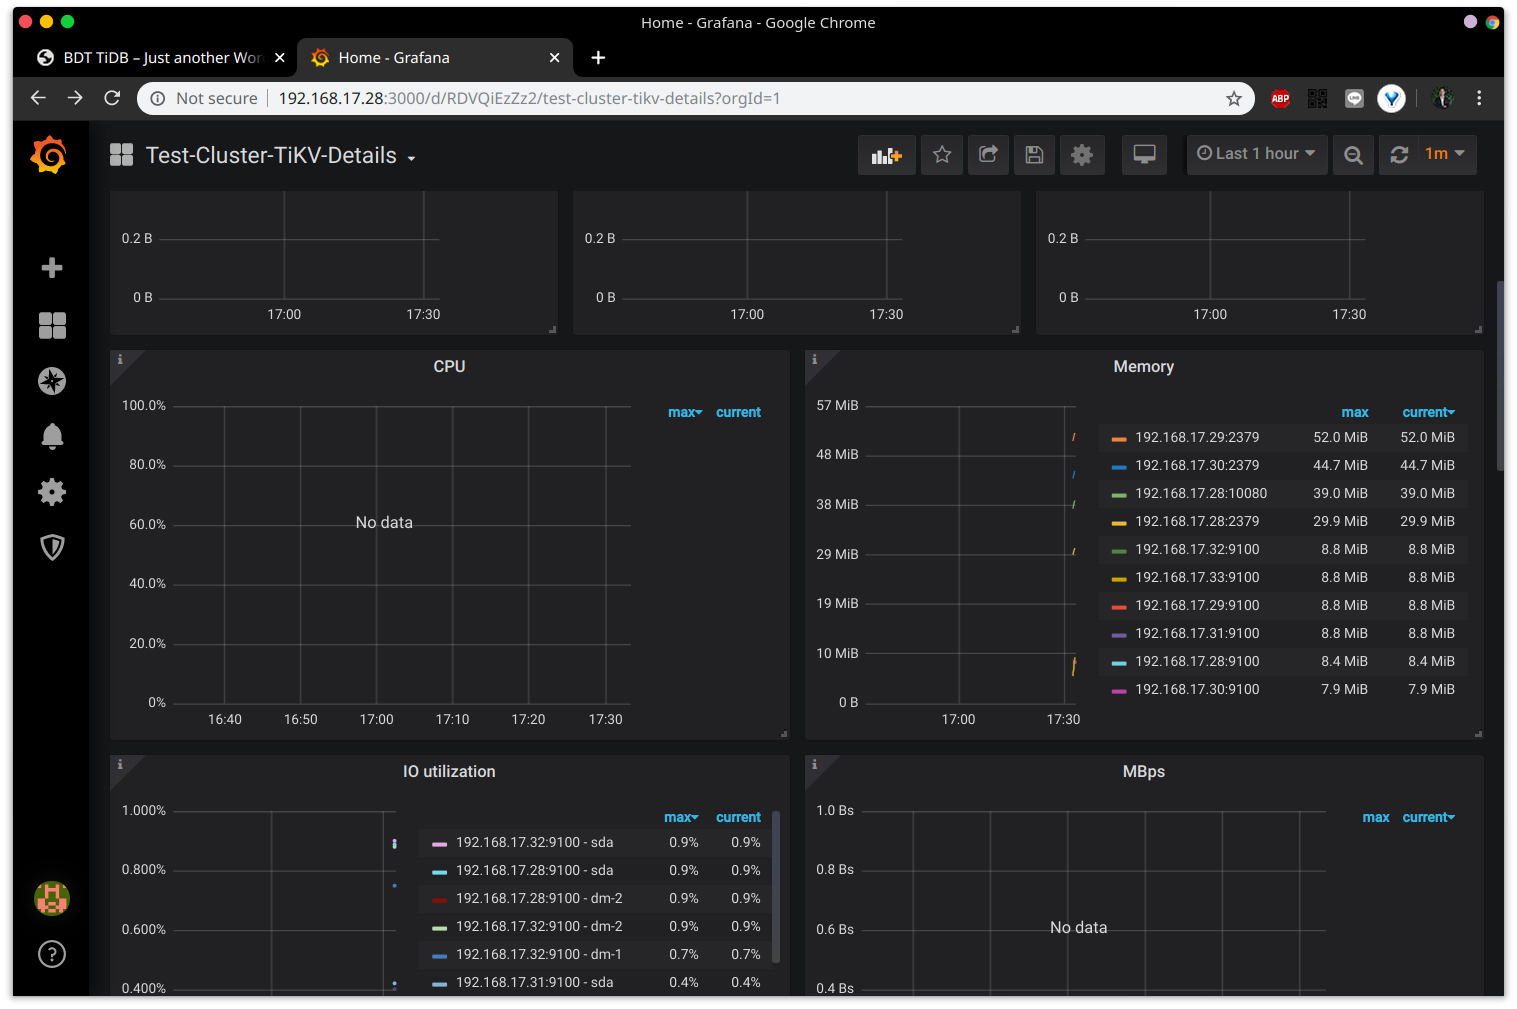 Home - Grafana - Google Chrome
BDT TiDB – Just another Wor
Home - Grafana
Not secure 192.168.17.28:3000/d/RDVQiEzZz2/test-cluster-tikv-details?orgId=1
ABP
Test-Cluster-TiKV-Details
Last 1 hour
1m
0.2 B
0 B
17:00 17:30
0.2 B
0 B
17:00 17:30
0.2 B
0 B
17:00 17:30
CPU
max current
100.0%
80.0%
60.0%
No data
40.0%
20.0%
0%
16:40 16:50 17:00 17:10 17:20 17:30
Memory
57 MiB
48 MiB
38 MiB
29 MiB
19 MiB
10 MiB
0 B
17:00 17:30
max current
192.168.17.29:2379 52.0 MiB 52.0 MiB
192.168.17.30:2379 44.7 MiB 44.7 MiB
192.168.17.28:10080 39.0 MiB 39.0 MiB
192.168.17.28:2379 29.9 MiB 29.9 MiB
192.168.17.32:9100 8.8 MiB 8.8 MiB
192.168.17.33:9100 8.8 MiB 8.8 MiB
192.168.17.29:9100 8.8 MiB 8.8 MiB
192.168.17.31:9100 8.8 MiB 8.8 MiB
192.168.17.28:9100 8.4 MiB 8.4 MiB
192.168.17.30:9100 7.9 MiB 7.9 MiB
IO utilization
1.000%
0.800%
0.600%
0.400%
max current
192.168.17.32:9100 - sda 0.9% 0.9%
192.168.17.28:9100 - sda 0.9% 0.9%
192.168.17.28:9100 - dm-2 0.9% 0.9%
192.168.17.32:9100 - dm-2 0.9% 0.9%
192.168.17.32:9100 - dm-1 0.7% 0.7%
192.168.17.31:9100 - sda 0.4% 0.4%
MBps
max current
1.0 Bs
0.8 Bs
0.6 Bs
No data
0.4 Bs